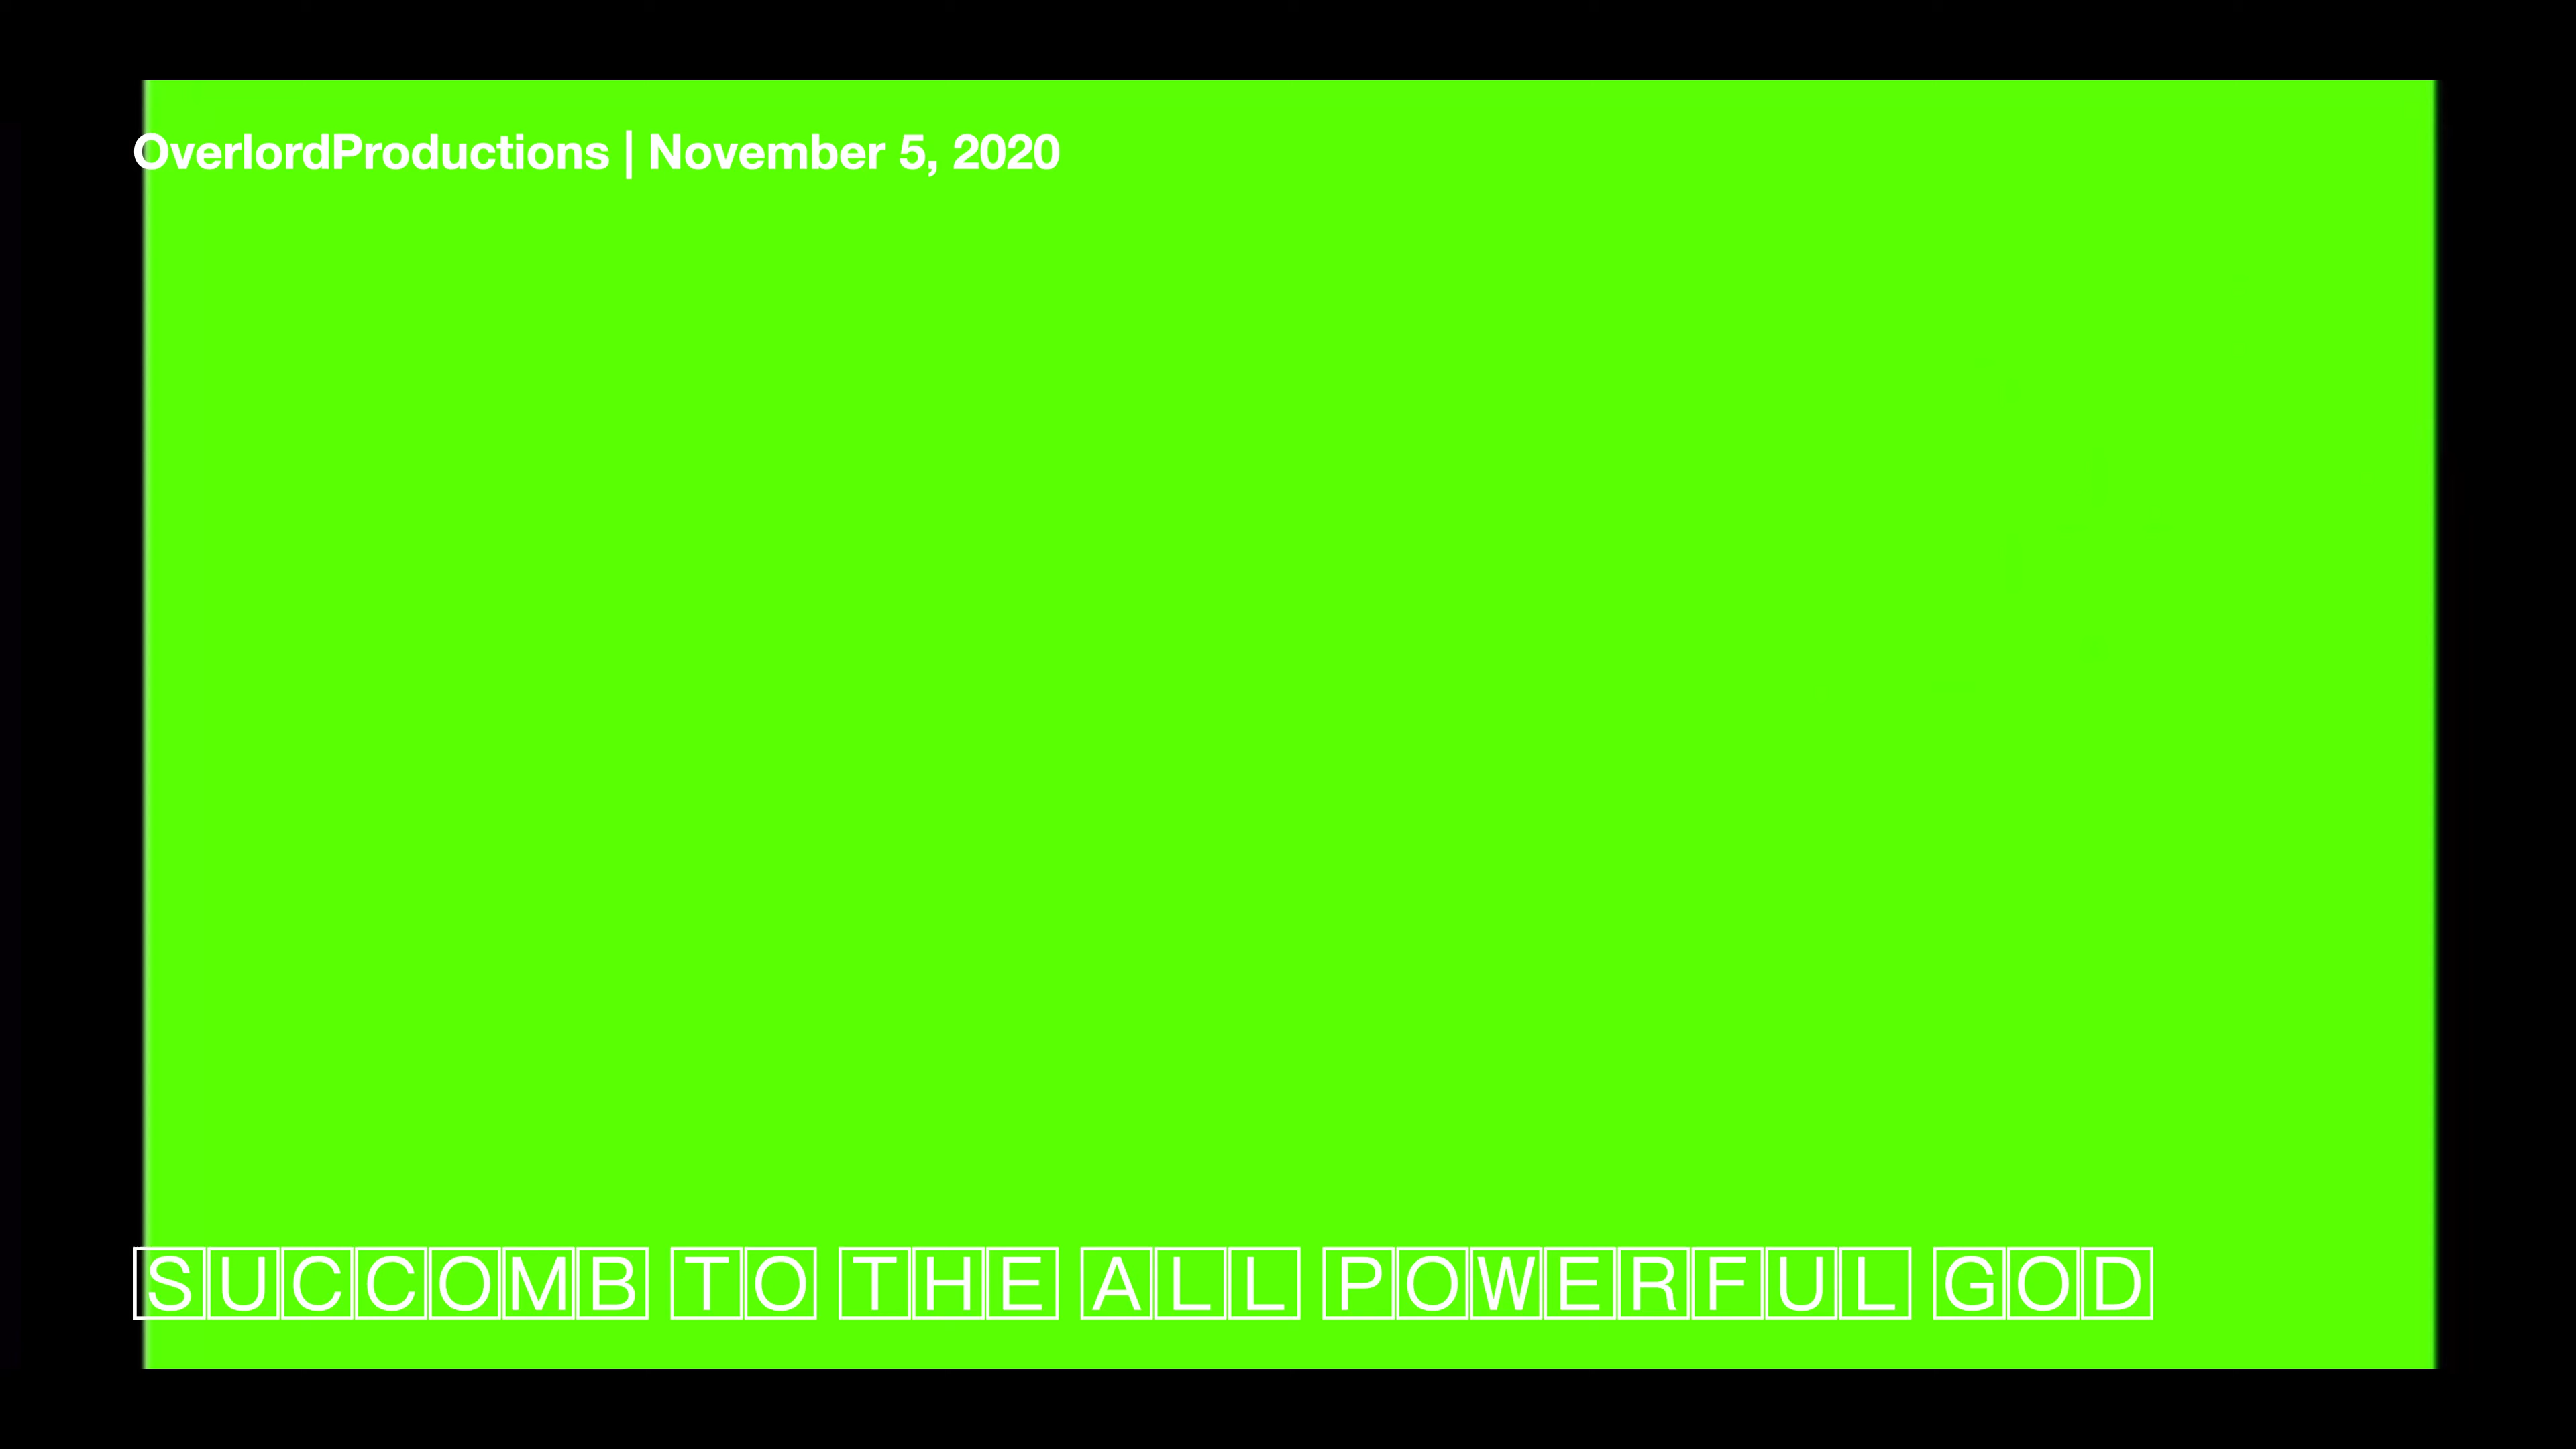 OverlordProductions | November 5, 2020
🅂🅄🄲🄲🄾🄼🄱 🅃🄾 🅃🄷🄴 🄰🄻🄻 🄿🄾🅆🄴🅁🄵🅄🄻 🄶🄾🄳